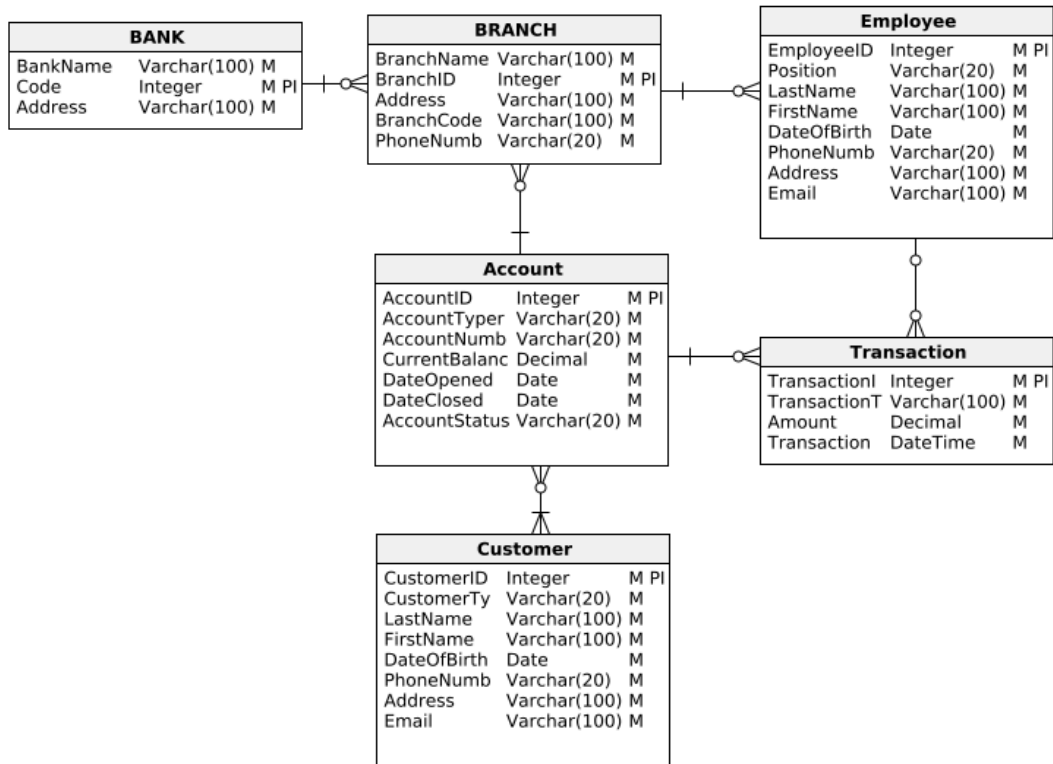 BANK
BankName Varchar(100) M
Code Integer M PI
Address Varchar(100) M
BRANCH
BranchName Varchar(100) M
BranchID Integer M PI
Address Varchar(100) M
BranchCode Varchar(100) M
PhoneNumb Varchar(20) M
Employee
EmployeeID Integer M PI
Position Varchar(20) M
LastName Varchar(100) M
FirstName Varchar(100) M
DateOfBirth Date M
PhoneNumb Varchar(20) M
Address Varchar(100) M
Email Varchar(100) M
Account
AccountID Integer M PI
AccountTyper Varchar(20) M
AccountNumb Varchar(20) M
CurrentBalanc Decimal M
DateOpened Date M
DateClosed Date M
AccountStatus Varchar(20) M
Transaction
TransactionI Integer M PI
TransactionT Varchar(100) M
Amount Decimal M
Transaction DateTime M
Customer
CustomerID Integer M PI
CustomerTy Varchar(20) M
LastName Varchar(100) M
FirstName Varchar(100) M
DateOfBirth Date M
PhoneNumb Varchar(20) M
Address Varchar(100) M
Email Varchar(100) M